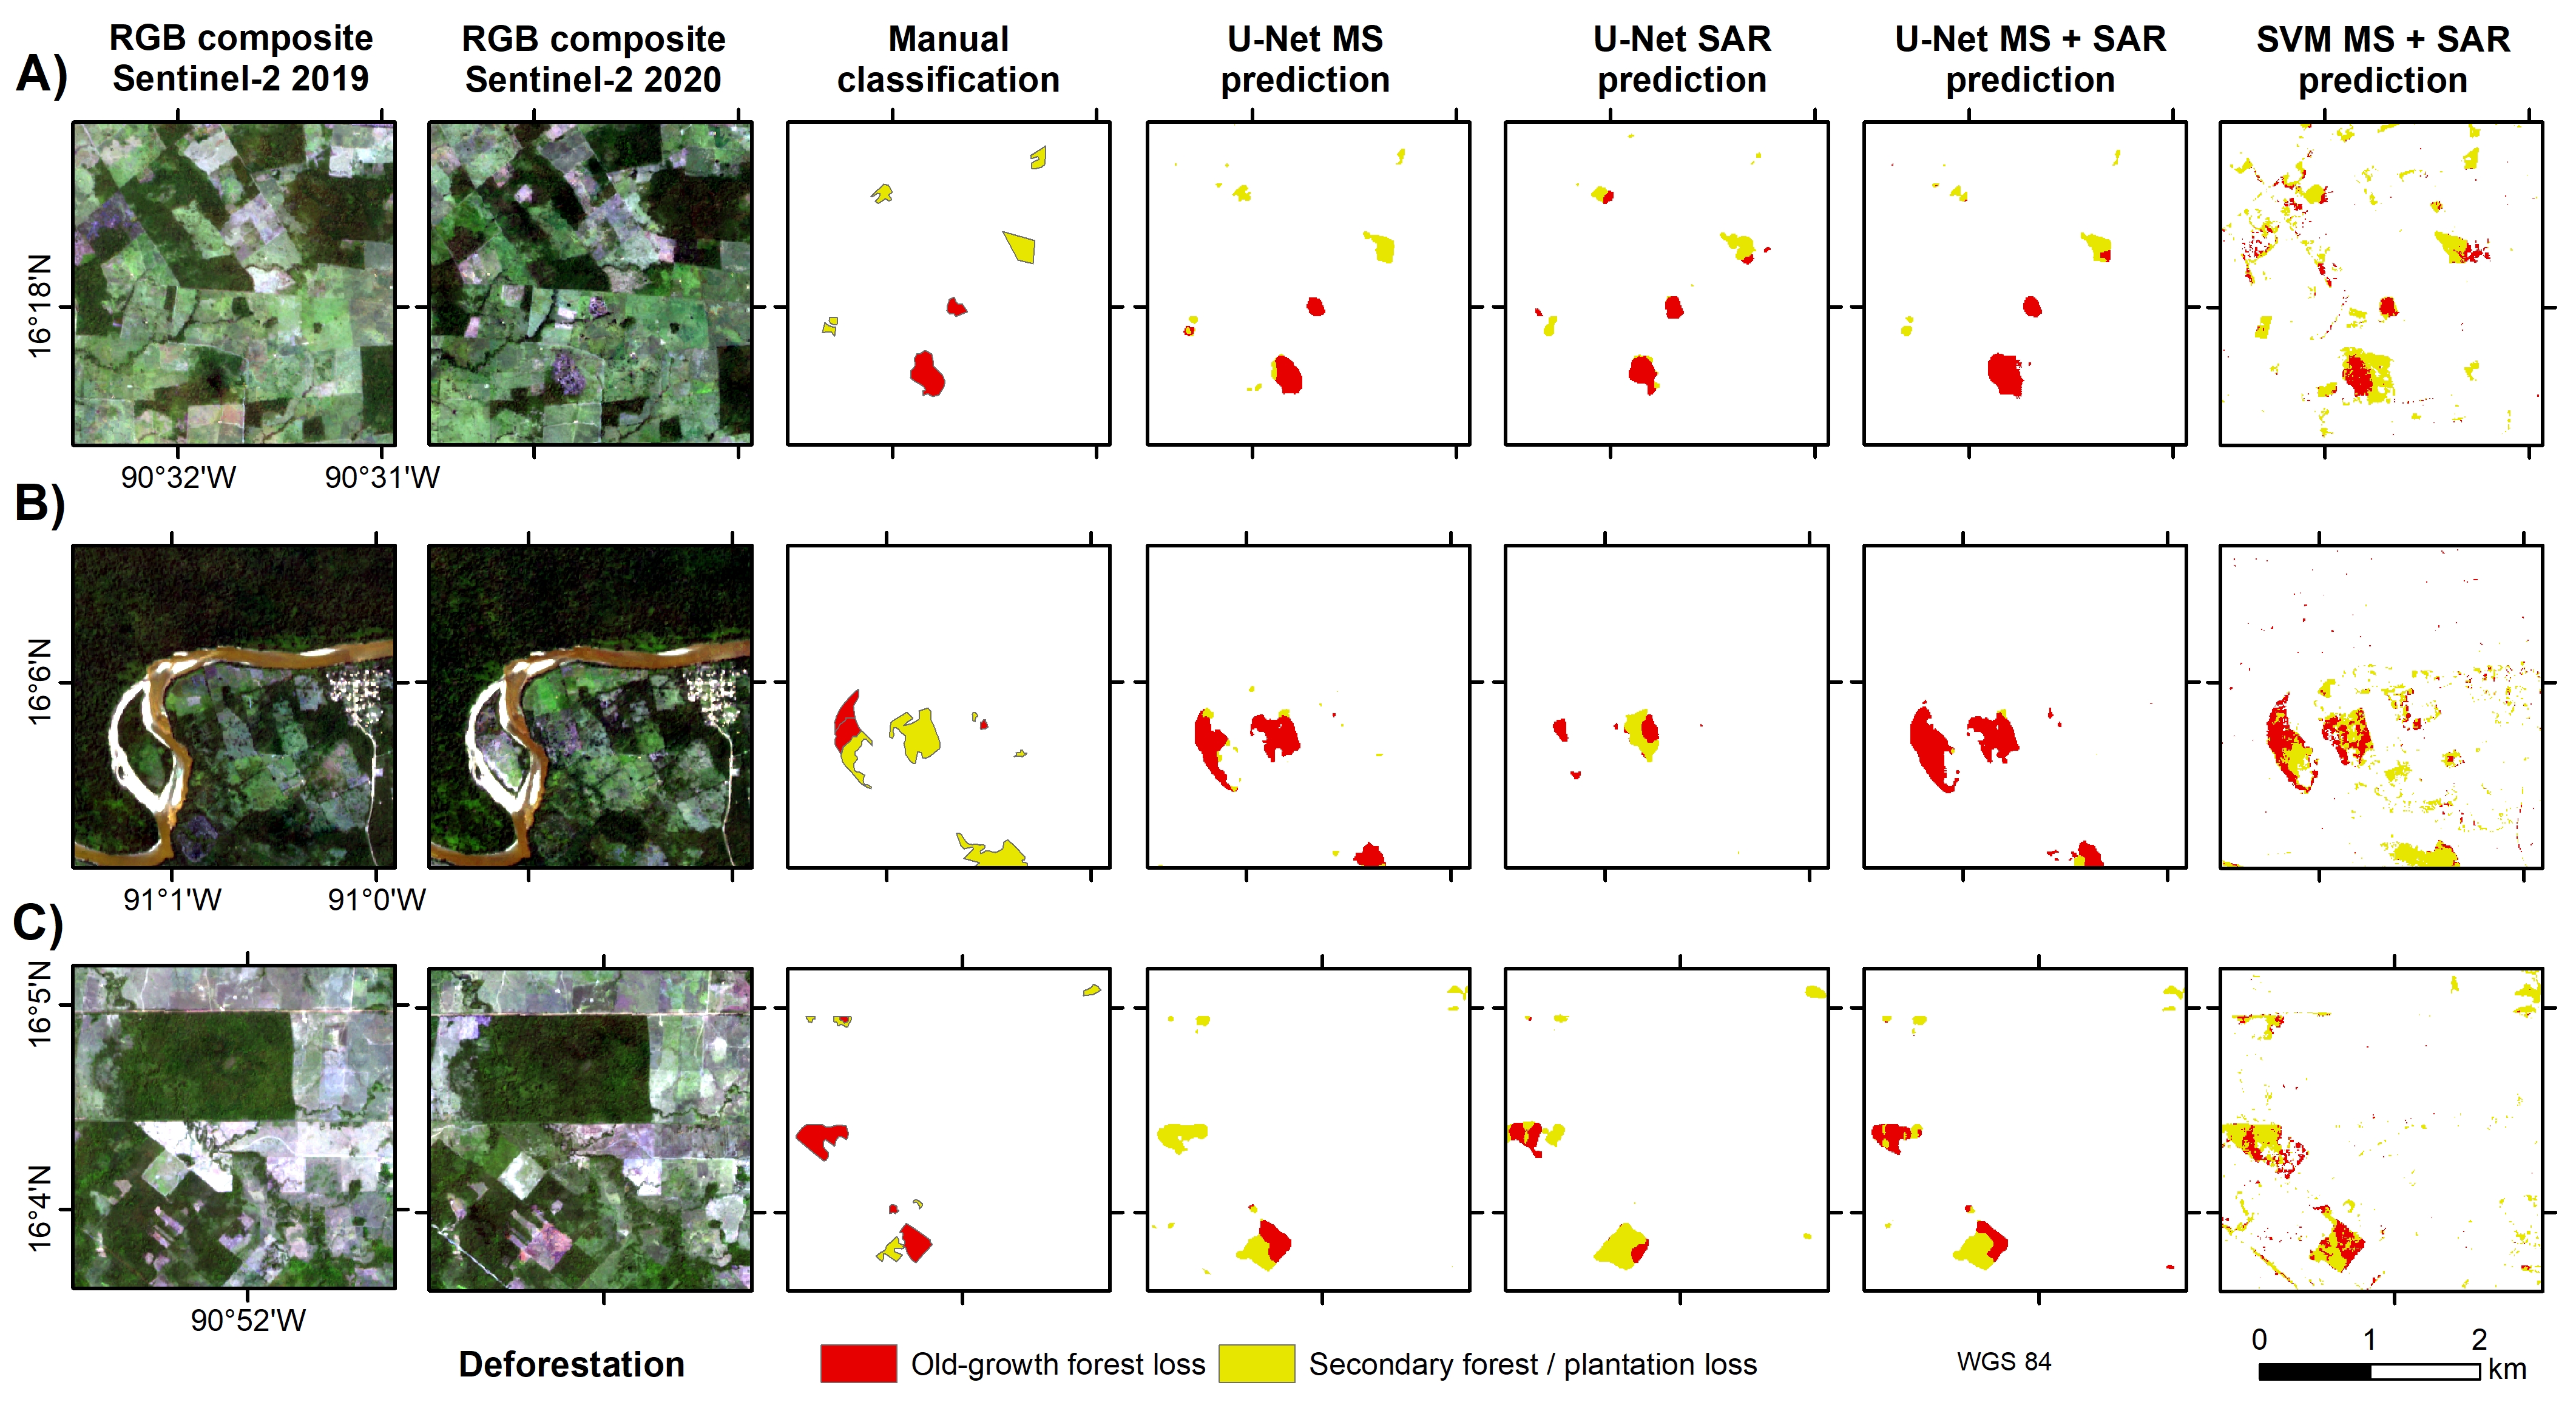 RGB composite
Sentinel-2 2019
RGB composite
Sentinel-2 2020
Manual
classification
U-Net MS
prediction
U-Net SAR
prediction
U-Net MS + SAR
prediction
SVM MS + SAR
prediction
A)
16°18'N
90°32'W
90°31'W
B)
16°6'N
91°1'W
91°0'W
C)
16°5'N
16°4'N
90°52'W
Deforestation
Old-growth forest loss
Secondary forest / plantation loss
WGS 84
0 1 2
km